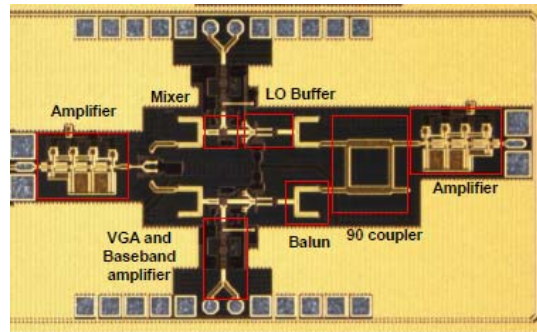 Mixer
LO Buffer
Amplifier
Amplifier
VGA and
Baseband
amplifier
Balun
90 coupler